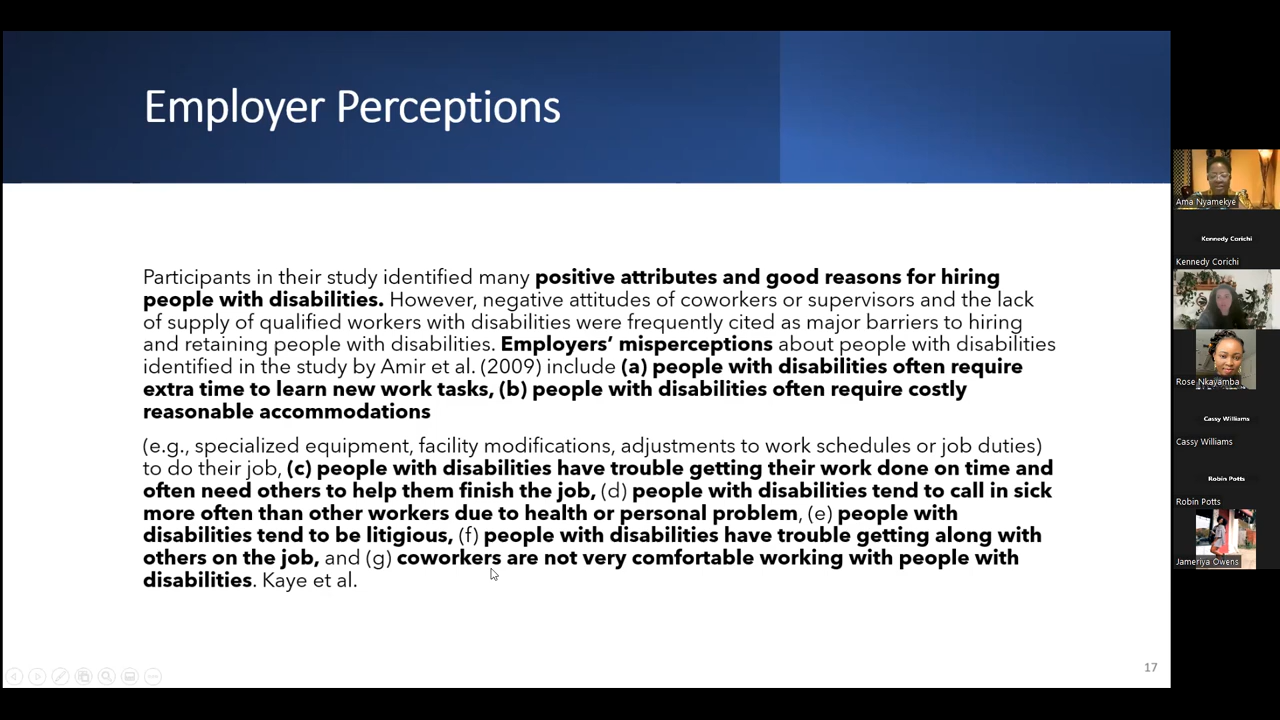 Employer Perceptions
Participants in their study identified many positive attributes and good reasons for hiring
people with disabilities. However, negative attitudes of coworkers or supervisors and the lack
of supply of qualified workers with disabilities were frequently cited as major barriers to hiring
and retaining people with disabilities. Employers’ misperceptions about people with disabilities
identified in the study by Amir et al. (2009) include (a) people with disabilities often require
extra time to learn new work tasks, (b) people with disabilities often require costly
reasonable accommodations
(e.g., specialized equipment, facility modifications, adjustments to work schedules or job duties)
to do their job, (c) people with disabilities have trouble getting their work done on time and
often need others to help them finish the job, (d) people with disabilities tend to call in sick
more often than other workers due to health or personal problem, (e) people with
disabilities tend to be litigious, (f) people with disabilities have trouble getting along with
others on the job, and (g) coworkers are not very comfortable working with people with
disabilities. Kaye et al.
17
Ama Nyamekye
Kennedy Corichi
Kennedy Corichi
Rose Nkayamba
Cassy Williams
Cassy Williams
Robin Potts
Robin Potts
Jameriya Owens